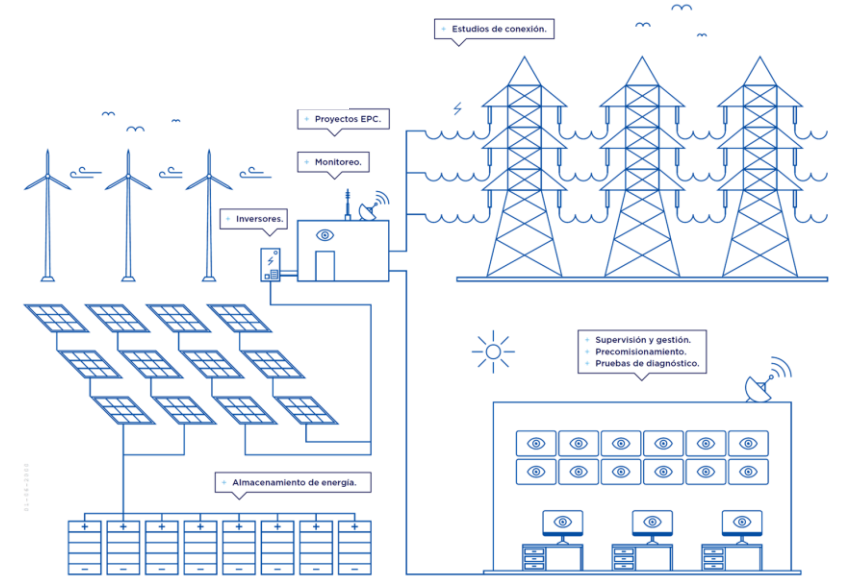 Estudios de conexión.
Proyectos EPC.
Monitoreo.
Inversores.
Supervisión y gestión.
Precomisionamiento.
Pruebas de diagnóstico.
Almacenamiento de energía.